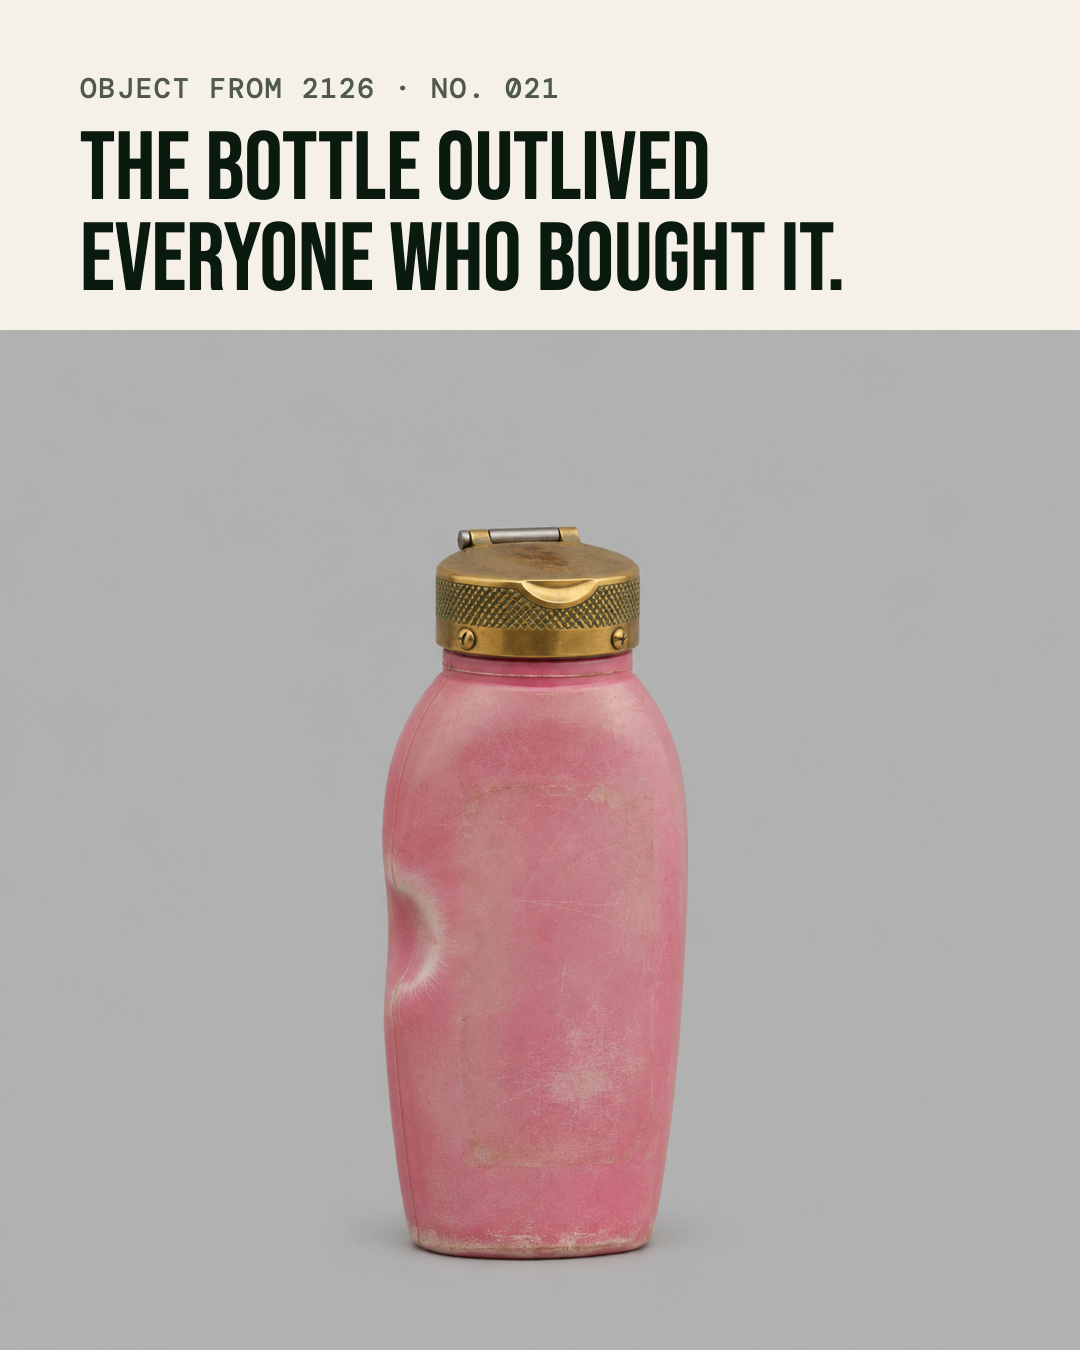 OBJECT FROM 2126 · NO. 021
THE BOTTLE OUTLIVED
EVERYONE WHO BOUGHT IT.